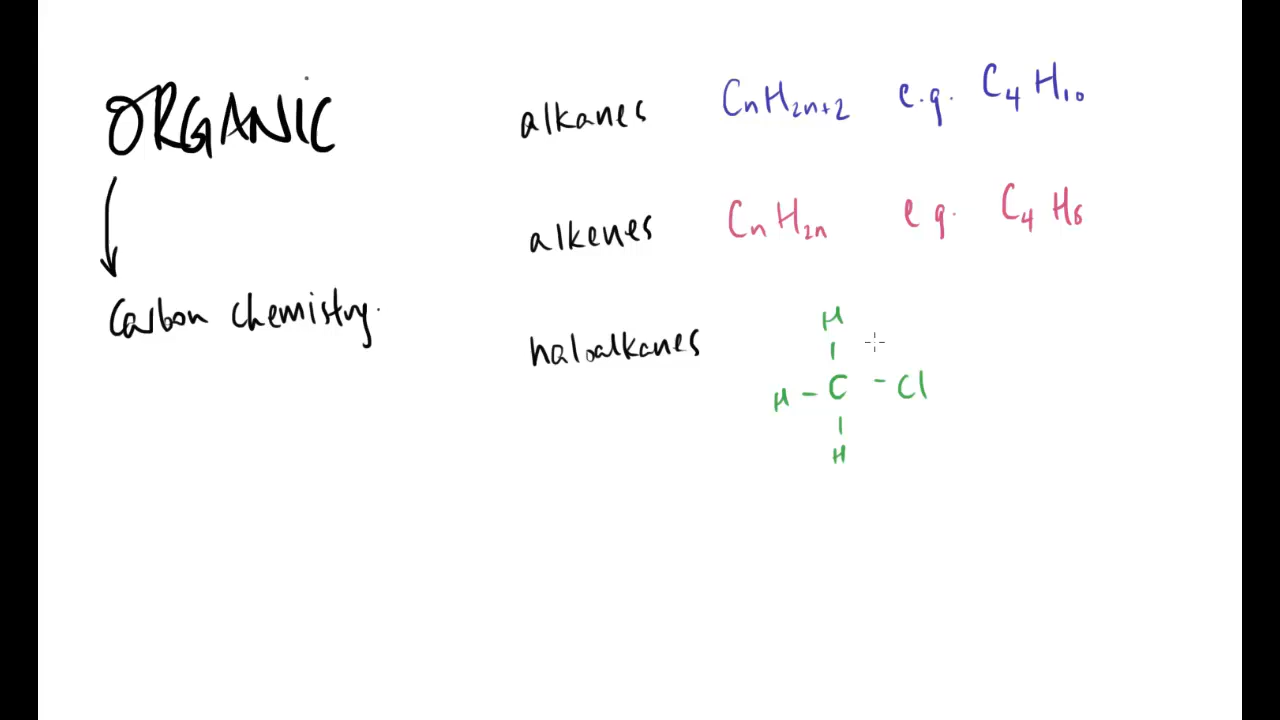 ORGANIC
Carbon chemistry.
alkanes CnH2n+2 e.g. C4H10
alkenes CnH2n e.g. C4H8
haloalkanes
H
H - C - Cl
H